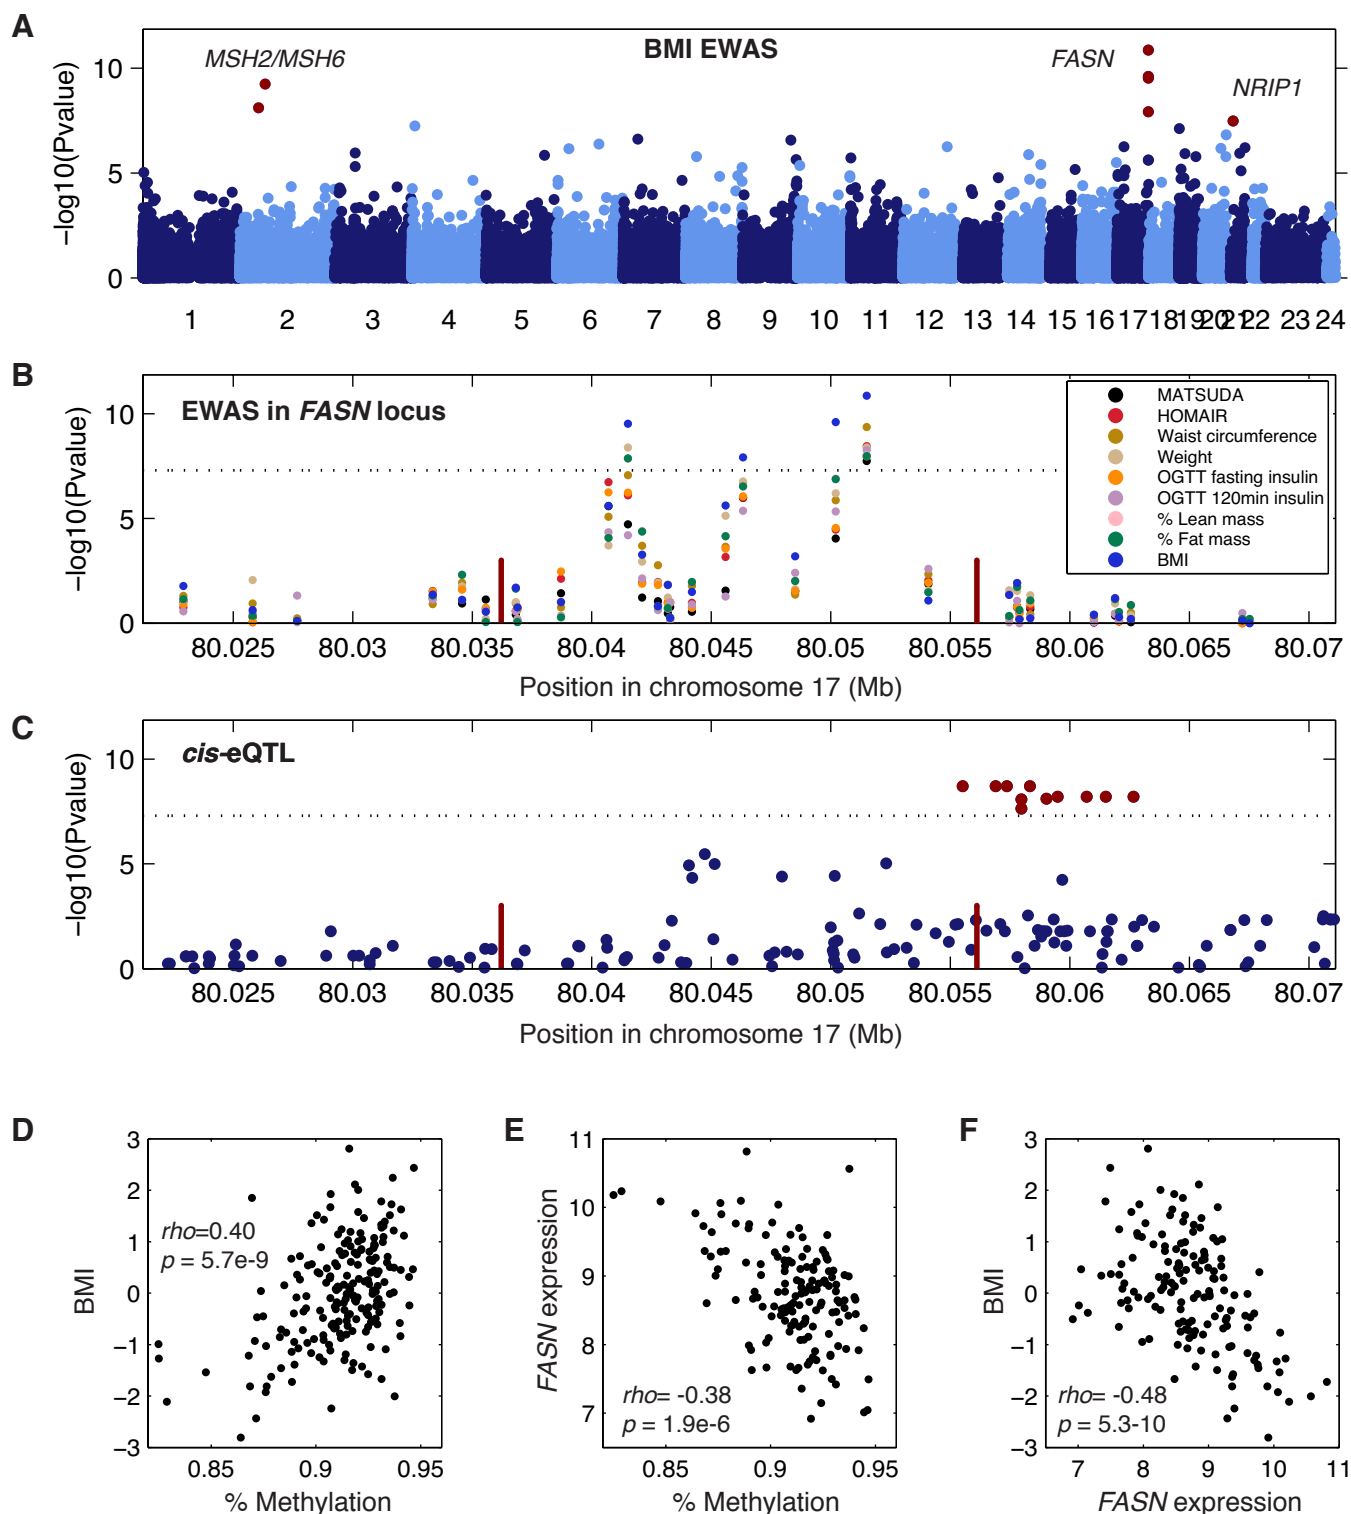 A
BMI EWAS
MSH2/MSH6
FASN
NRIP1
−log10(Pvalue)
10
5
0
1 2 3 4 5 6 7 8 9 10 11 12 13 14 15 16 17 18 19 20 21 22 23 24
B
EWAS in FASN locus
−log10(Pvalue)
10
5
0
MATSUDA
HOMAIR
Waist circumference
Weight
OGTT fasting insulin
OGTT 120min insulin
% Lean mass
% Fat mass
BMI
80.025 80.03 80.035 80.04 80.045 80.05 80.055 80.06 80.065 80.07
Position in chromosome 17 (Mb)
C
cis-eQTL
−log10(Pvalue)
10
5
0
80.025 80.03 80.035 80.04 80.045 80.05 80.055 80.06 80.065 80.07
Position in chromosome 17 (Mb)
D
BMI
3
2
1
0
−1
−2
−3
rho=0.40
p = 5.7e-9
0.85 0.9 0.95
% Methylation
E
FASN expression
11
10
9
8
7
rho= -0.38
p = 1.9e-6
0.85 0.9 0.95
% Methylation
F
BMI
3
2
1
0
−1
−2
−3
rho= -0.48
p = 5.3-10
7 8 9 10 11
FASN expression